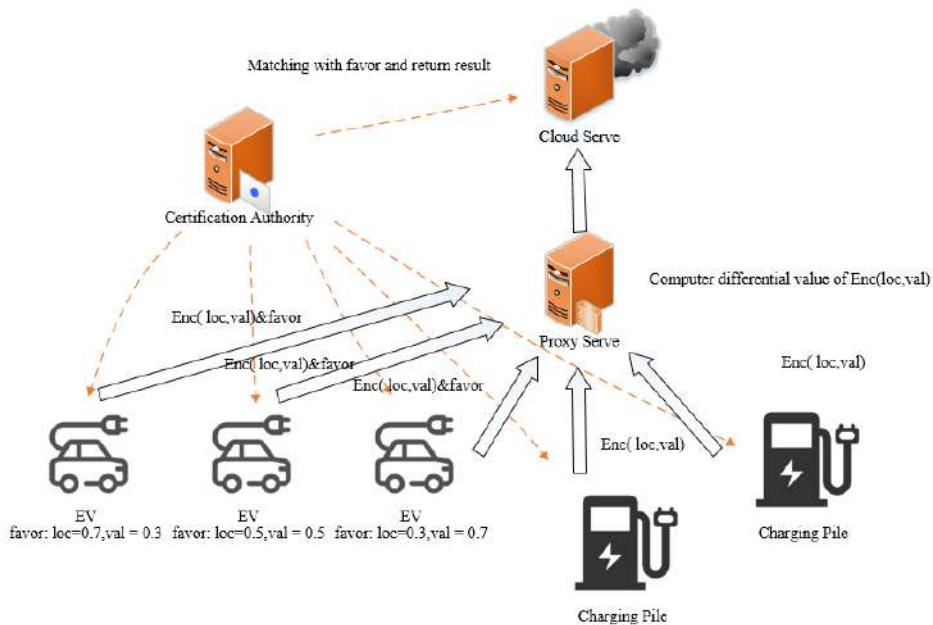 Matching with favor and return result
Cloud Serve
Certification Authority
Computer differential value of Enc(loc,val)
Enc( loc,val)&favor
Proxy Serve
Enc( loc,val)&favor
Enc( loc,val)
Enc( loc,val)&favor
Enc( loc,val)
EV
favor: loc=0.7,val = 0.3
EV
favor: loc=0.5,val = 0.5
EV
favor: loc=0.3,val = 0.7
Charging Pile
Charging Pile